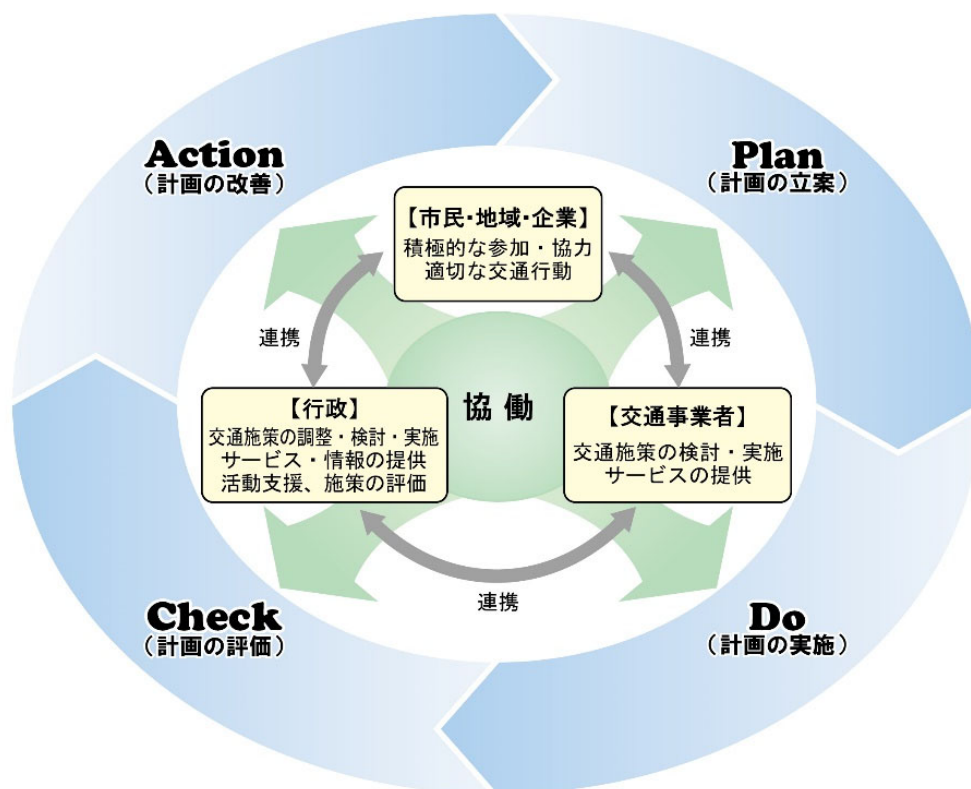 Action
（計画の改善）
Plan
（計画の立案）
【市民・地域・企業】
積極的な参加・協力
適切な交通行動
連携
連携
【行政】
交通施策の調整・検討・実施
サービス・情報の提供
活動支援、施策の評価
協働
【交通事業者】
交通施策の検討・実施
サービスの提供
連携
Check
（計画の評価）
Do
（計画の実施）